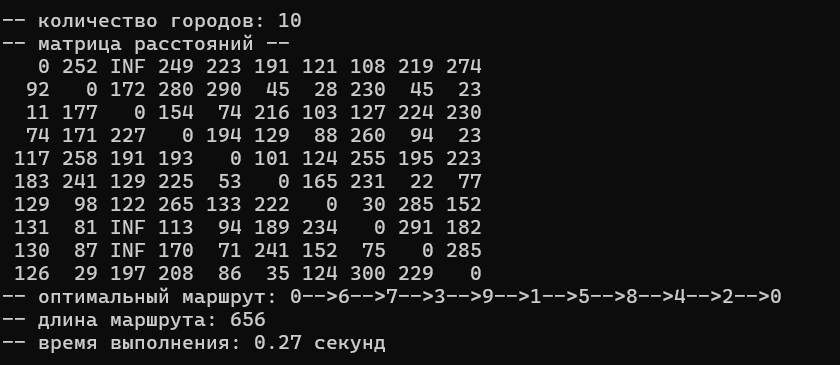 -- количество городов: 10
-- матрица расстояний --
0 252 INF 249 223 191 121 108 219 274
92 0 172 280 290 45 28 230 45 23
11 177 0 154 74 216 103 127 224 230
74 171 227 0 194 129 88 260 94 23
117 258 191 193 0 101 124 255 195 223
183 241 129 225 53 0 165 231 22 77
129 98 122 265 133 222 0 30 285 152
131 81 INF 113 94 189 234 0 291 182
130 87 INF 170 71 241 152 75 0 285
126 29 197 208 86 35 124 300 229 0
-- оптимальный маршрут: 0-->6-->7-->3-->9-->1-->5-->8-->4-->2-->0
-- длина маршрута: 656
-- время выполнения: 0.27 секунд